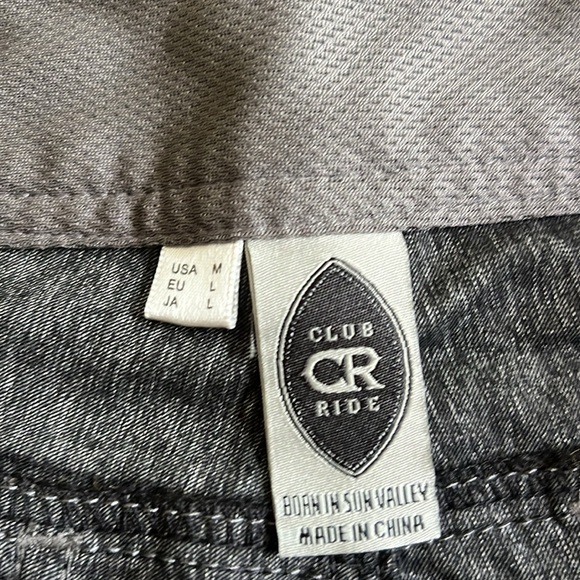 USA M
EU L
JA L
CLUB
CR
RIDE
BORN IN SUN VALLEY
MADE IN CHINA